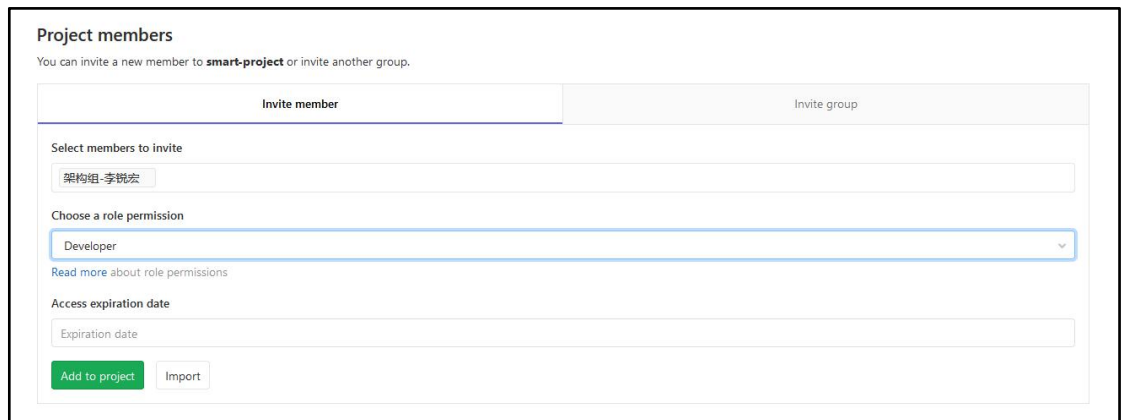 Project members
You can invite a new member to smart-project or invite another group.
Invite member
Invite group
Select members to invite
架构组-李锐宏
Choose a role permission
Developer
Read more about role permissions
Access expiration date
Expiration date
Add to project
Import